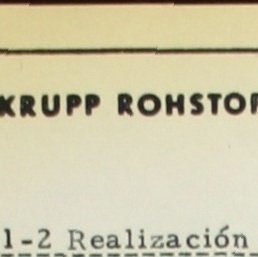 KRUPP ROHSTOF
1-2 Realización